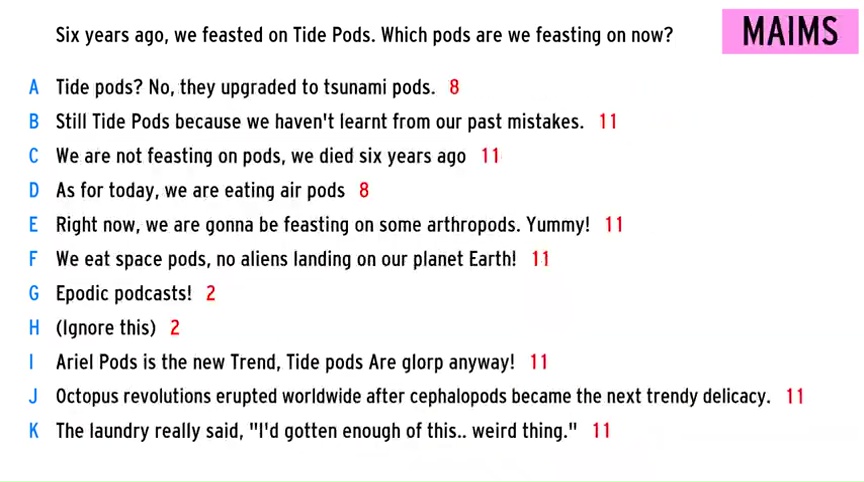 Six years ago, we feasted on Tide Pods. Which pods are we feasting on now?
MAIMS
A Tide pods? No, they upgraded to tsunami pods. 8
B Still Tide Pods because we haven't learnt from our past mistakes. 11
C We are not feasting on pods, we died six years ago 11
D As for today, we are eating air pods 8
E Right now, we are gonna be feasting on some arthropods. Yummy! 11
F We eat space pods, no aliens landing on our planet Earth! 11
G Epodic podcasts! 2
H (Ignore this) 2
I Ariel Pods is the new Trend, Tide pods Are glorp anyway! 11
J Octopus revolutions erupted worldwide after cephalopods became the next trendy delicacy. 11
K The laundry really said, "I'd gotten enough of this.. weird thing." 11